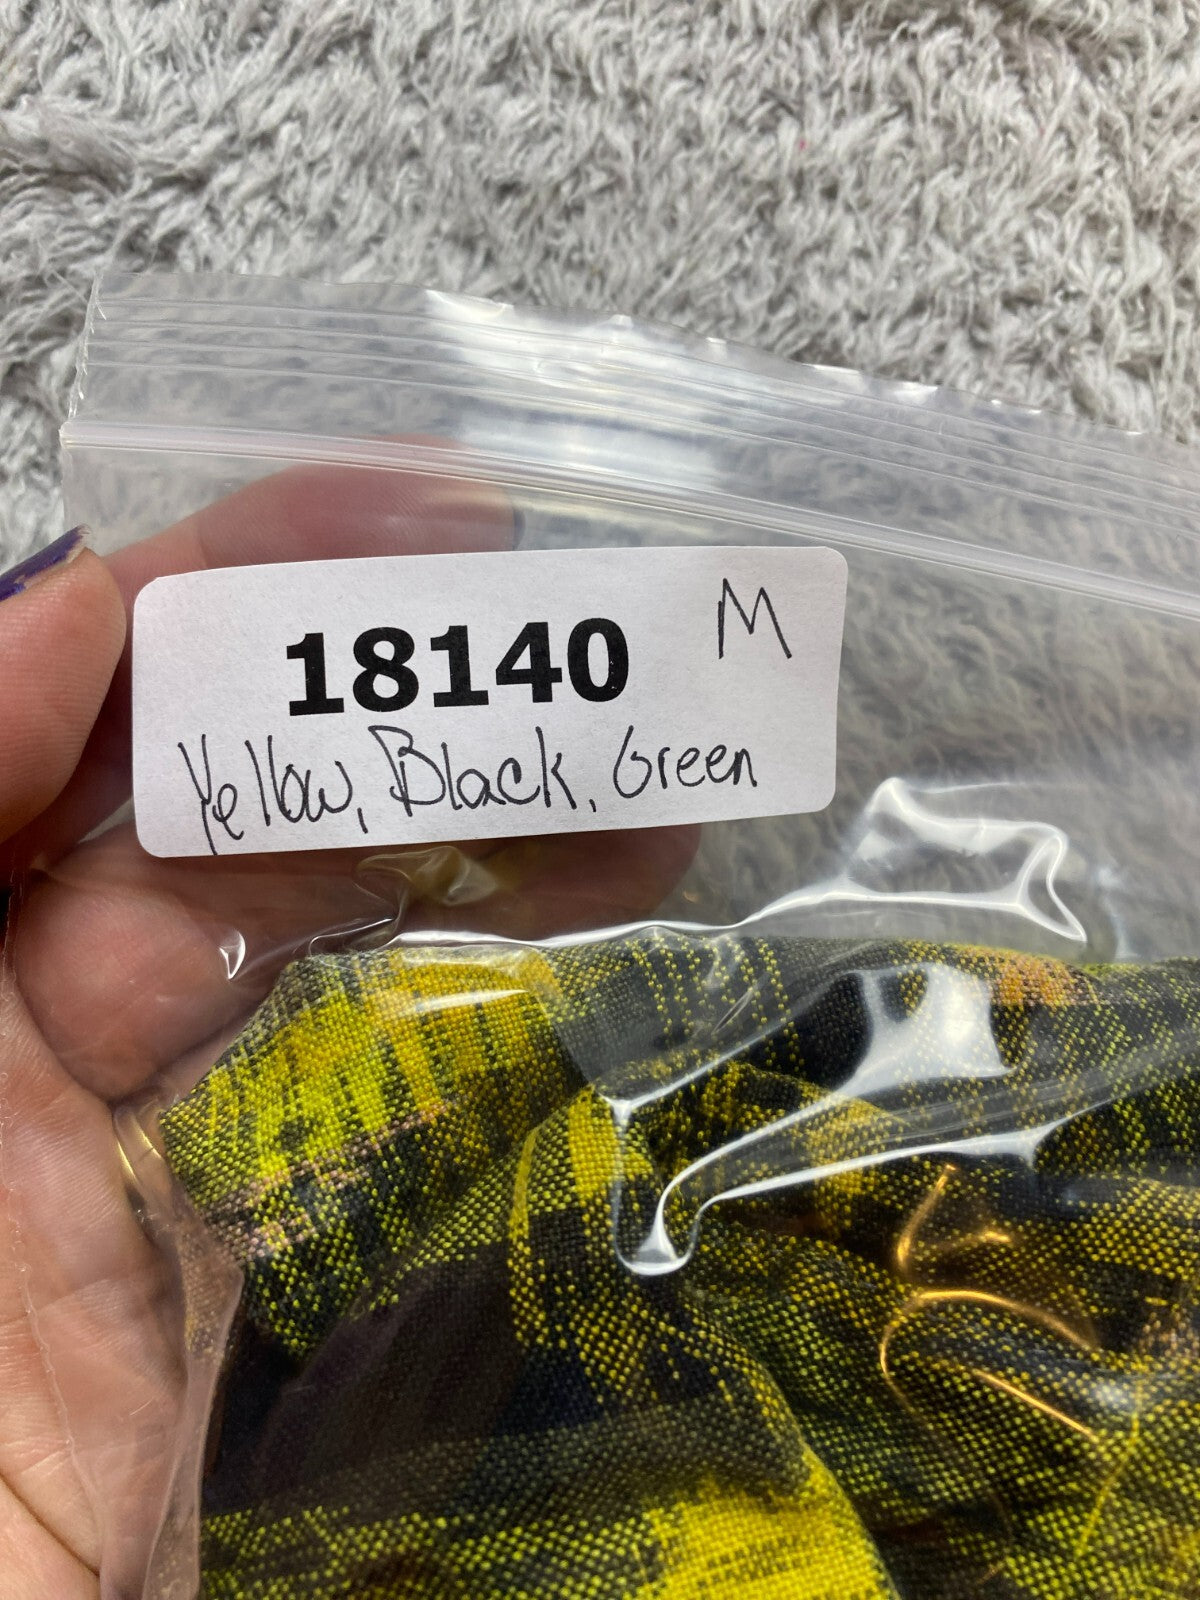 18140 M
Yellow, Black, Green